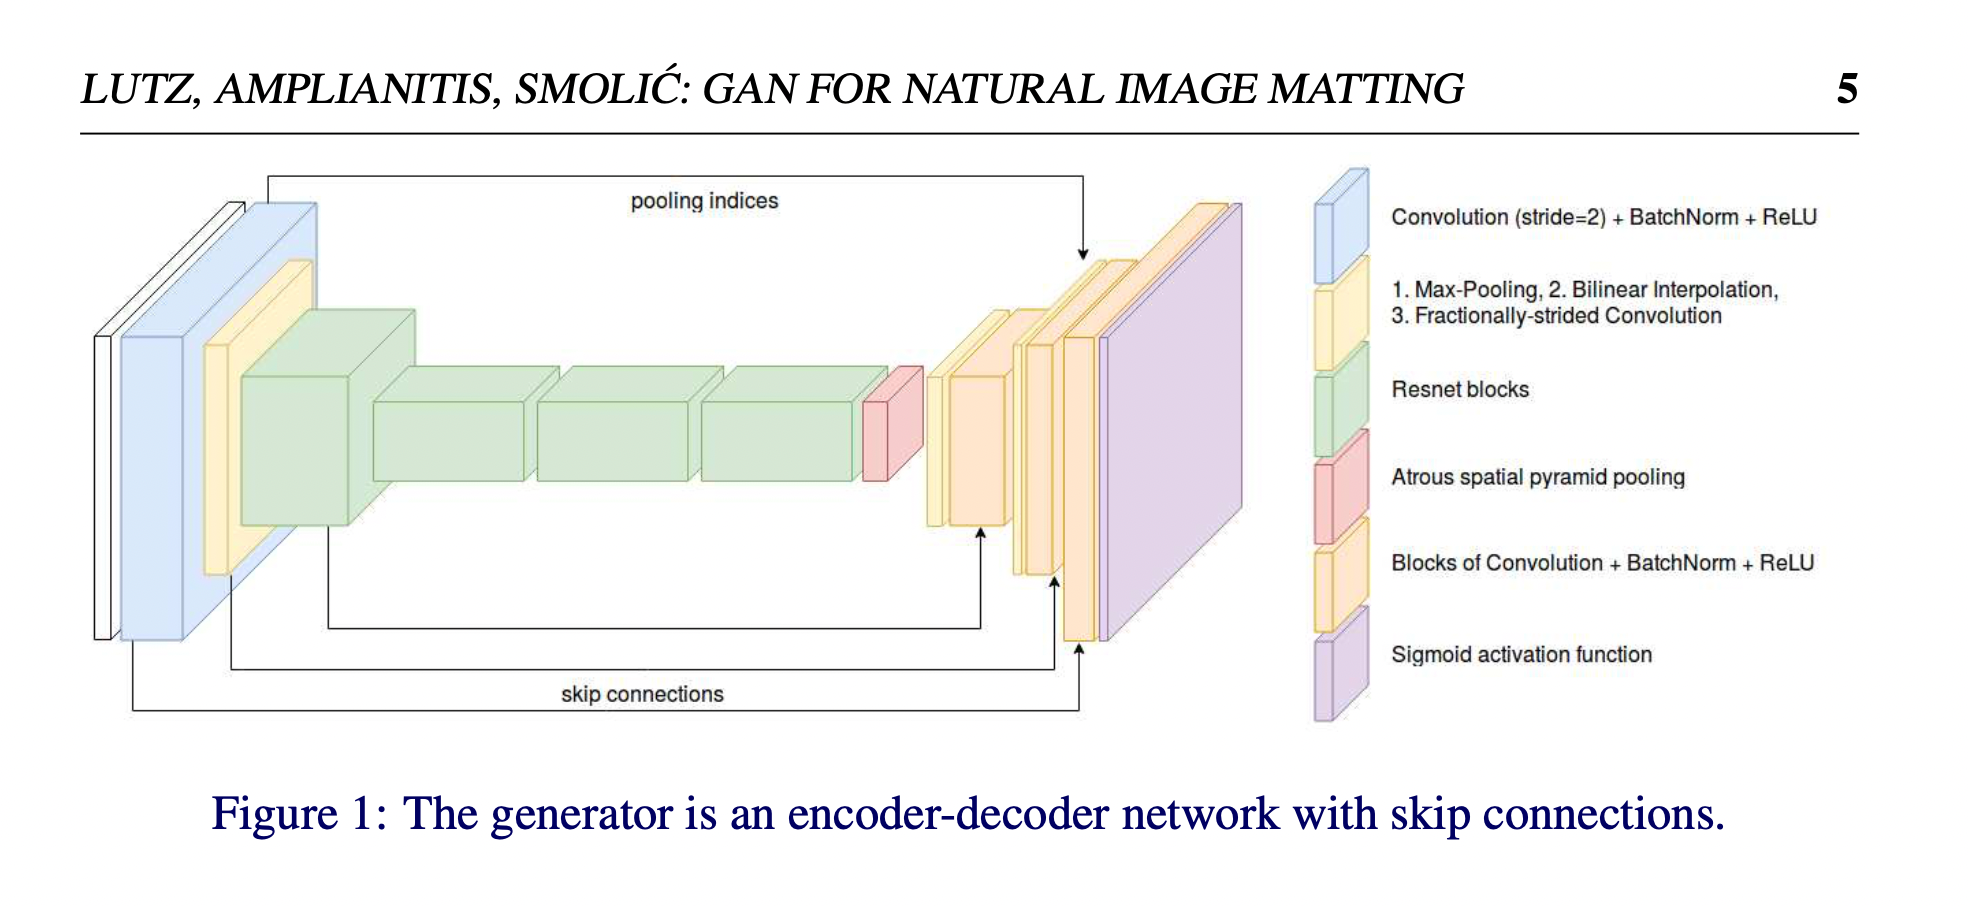 LUTZ, AMPLIANITIS, SMOLIĆ: GAN FOR NATURAL IMAGE MATTING 5
pooling indices
skip connections
Convolution (stride=2) + BatchNorm + ReLU
1. Max-Pooling, 2. Bilinear Interpolation,
3. Fractionally-strided Convolution
Resnet blocks
Atrous spatial pyramid pooling
Blocks of Convolution + BatchNorm + ReLU
Sigmoid activation function
Figure 1: The generator is an encoder-decoder network with skip connections.